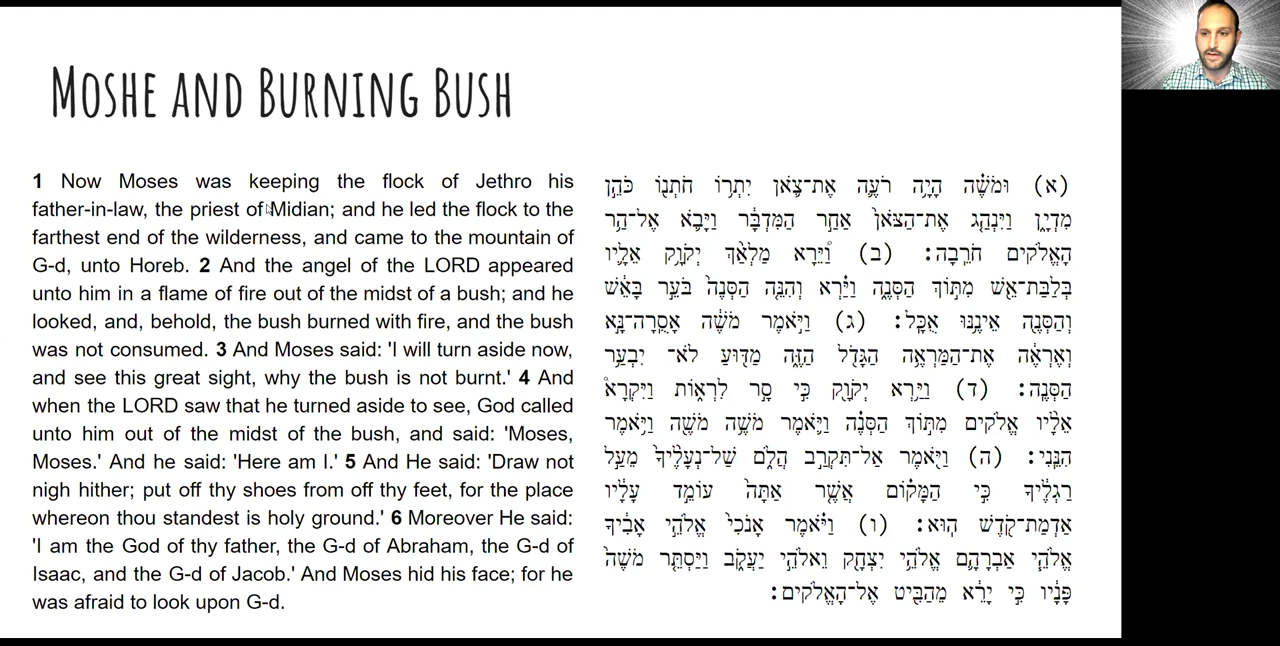 MOSHE AND BURNING BUSH
1 Now Moses was keeping the flock of Jethro his
father-in-law, the priest of Midian; and he led the flock to the
farthest end of the wilderness, and came to the mountain of
G-d, unto Horeb. 2 And the angel of the LORD appeared
unto him in a flame of fire out of the midst of a bush; and he
looked, and, behold, the bush burned with fire, and the bush
was not consumed. 3 And Moses said: 'I will turn aside now,
and see this great sight, why the bush is not burnt.' 4 And
when the LORD saw that he turned aside to see, God called
unto him out of the midst of the bush, and said: 'Moses,
Moses.' And he said: 'Here am I.' 5 And He said: 'Draw not
nigh hither; put off thy shoes from off thy feet, for the place
whereon thou standest is holy ground.' 6 Moreover He said:
'I am the God of thy father, the G-d of Abraham, the G-d of
Isaac, and the G-d of Jacob.' And Moses hid his face; for he
was afraid to look upon G-d.
(א) וּמֹשֶׁ֗ה הָיָ֥ה רֹעֶ֛ה אֶת־צֹ֛אן יִתְר֥וֹ חֹתְנ֖וֹ כֹּהֵ֣ן
מִדְיָ֑ן וַיִּנְהַ֤ג אֶת־הַצֹּאן֙ אַחַ֣ר הַמִּדְבָּ֔ר וַיָּבֹ֛א אֶל־הַ֥ר
הָאֱלֹקִ֖ים חֹרֵֽבָה׃ (ב) וַ֠יֵּרָ֠א מַלְאַ֨ךְ יְקֹוָ֥ק אֵלָ֛יו
בְּלַבַּת־אֵ֖שׁ מִתּ֣וֹךְ הַסְּנֶ֑ה וַיַּ֗רְא וְהִנֵּ֤ה הַסְּנֶה֙ בֹּעֵ֣ר בָּאֵ֔שׁ
וְהַסְּנֶ֖ה אֵינֶ֥נּוּ אֻכָּֽל׃ (ג) וַיֹּ֣אמֶר מֹשֶׁ֔ה אָסֻֽרָה־נָּ֣א
וְאֶרְאֶ֔ה אֶת־הַמַּרְאֶ֥ה הַגָּדֹ֖ל הַזֶּ֑ה מַדּ֖וּעַ לֹא־ יִבְעַ֥ר
הַסְּנֶֽה׃ (ד) וַיַּ֥רְא יְקֹוָ֖ק כִּ֣י סָ֣ר לִרְא֑וֹת וַיִּקְרָא֩
אֵלָ֨יו אֱלֹקִ֜ים מִתּ֣וֹךְ הַסְּנֶ֗ה וַיֹּ֛אמֶר מֹשֶׁ֥ה מֹשֶׁ֖ה וַיֹּ֥אמֶר
הִנֵּֽנִי׃ (ה) וַיֹּ֖אמֶר אַל־תִּקְרַ֣ב הֲלֹ֑ם שַׁל־נְעָלֶ֙יךָ֙ מֵעַ֣ל
רַגְלֶ֔יךָ כִּ֣י הַמָּק֗וֹם אֲשֶׁ֤ר אַתָּה֙ עוֹמֵ֣ד עָלָ֔יו
אַדְמַת־קֹ֖דֶשׁ הֽוּא׃ (ו) וַיֹּ֗אמֶר אָנֹכִי֙ אֱלֹהֵ֣י אָבִ֔יךָ
אֱלֹהֵ֧י אַבְרָהָ֛ם אֱלֹהֵ֥י יִצְחָ֖ק וֵאלֹהֵ֣י יַעֲקֹ֑ב וַיַּסְתֵּ֤ר מֹשֶׁה֙
פָּנָ֔יו כִּ֣י יָרֵ֔א מֵהַבִּ֖יט אֶל־הָאֱלֹקִֽים׃